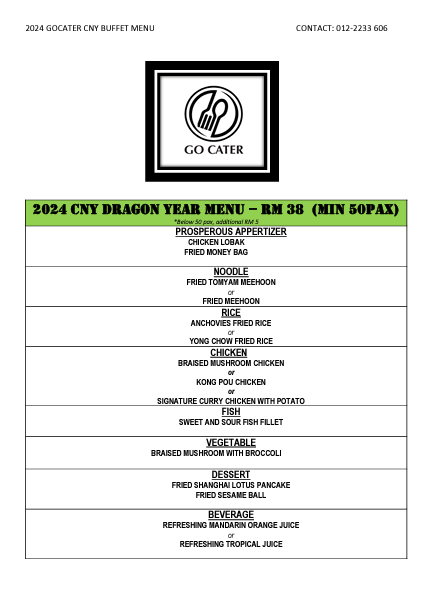 2024 GOCATER CNY BUFFET MENU CONTACT: 012-2233 606
GO CATER
2024 CNY DRAGON YEAR MENU – RM 38 (MIN 50PAX)
*Below 50 pax, additional RM 5
PROSPEROUS APPERTIZER
CHICKEN LOBAK
FRIED MONEY BAG
NOODLE
FRIED TOMYAM MEEHOON
or
FRIED MEEHOON
RICE
ANCHOVIES FRIED RICE
or
YONG CHOW FRIED RICE
CHICKEN
BRAISED MUSHROOM CHICKEN
or
KONG POU CHICKEN
or
SIGNATURE CURRY CHICKEN WITH POTATO
FISH
SWEET AND SOUR FISH FILLET
VEGETABLE
BRAISED MUSHROOM WITH BROCCOLI
DESSERT
FRIED SHANGHAI LOTUS PANCAKE
FRIED SESAME BALL
BEVERAGE
REFRESHING MANDARIN ORANGE JUICE
or
REFRESHING TROPICAL JUICE